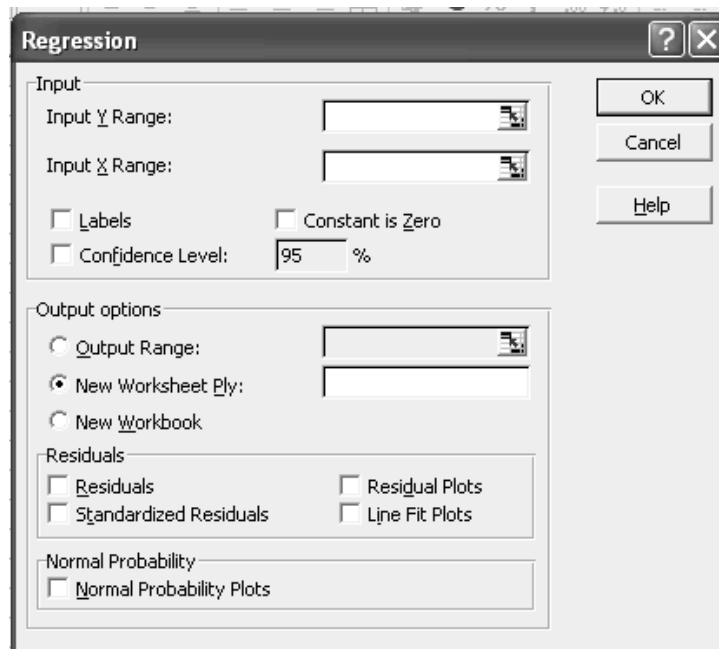 Regression
Input
Input Y Range:
Input X Range:
Labels
Constant is Zero
Confidence Level:
95
%
OK
Cancel
Help
Output options
Output Range:
New Worksheet Ply:
New Workbook
Residuals
Residuals
Residual Plots
Standardized Residuals
Line Fit Plots
Normal Probability
Normal Probability Plots